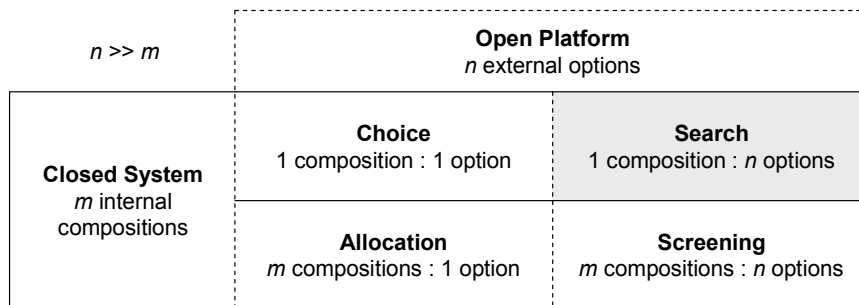 n >> m
Open Platform
n external options
Closed System
m internal
compositions
Choice
1 composition : 1 option
Search
1 composition : n options
Allocation
m compositions : 1 option
Screening
m compositions : n options